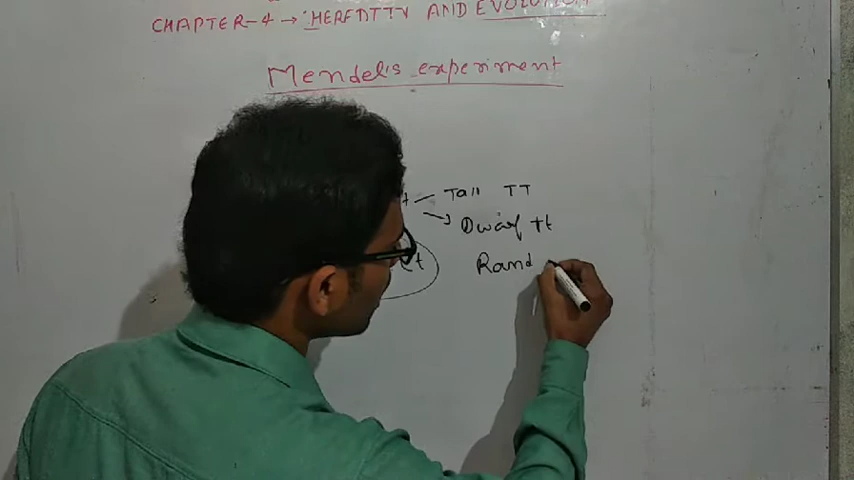 CHAPTER-4 → HEREDITY AND EVOLUTION
Mendel's experiment
t — Tall TT
→ Dwarf tt
t Rand